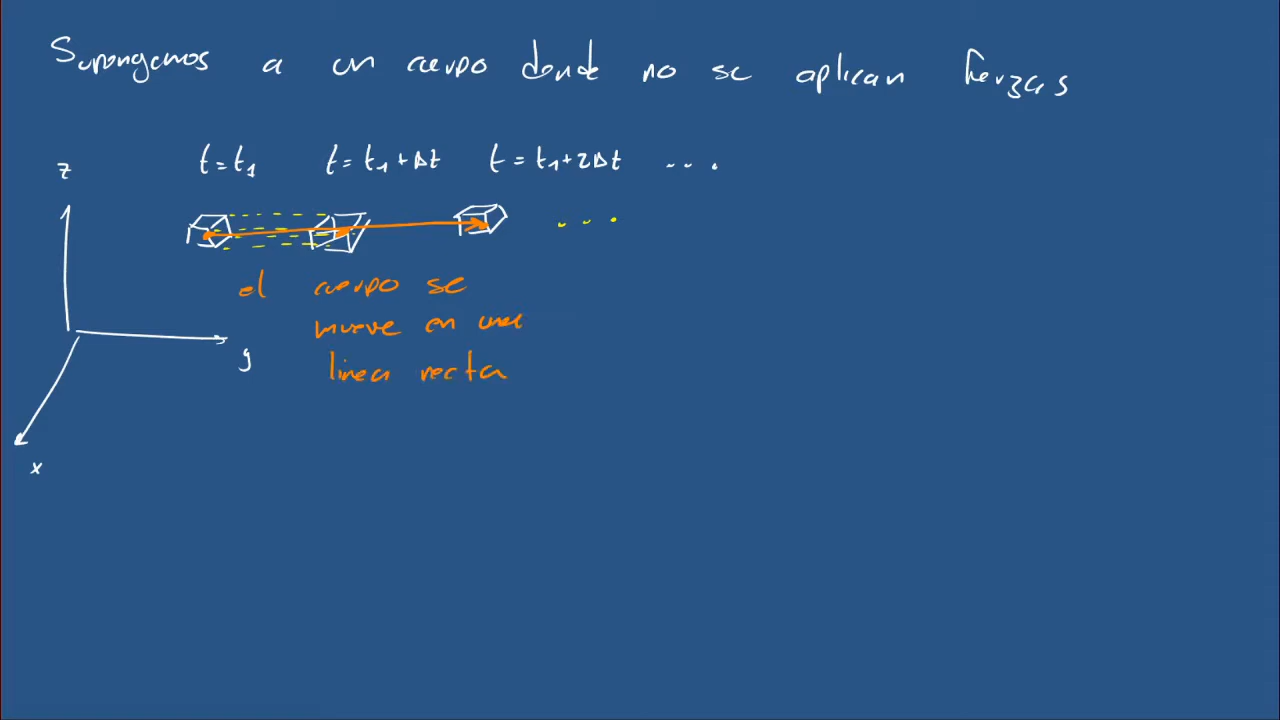 Supongamos a un cuerpo donde no se aplican fuerzas
t = t₁ t = t₁ + Δt t = t₁ + 2Δt ...
z
...
el cuerpo se
mueve en una
linea recta
y
x